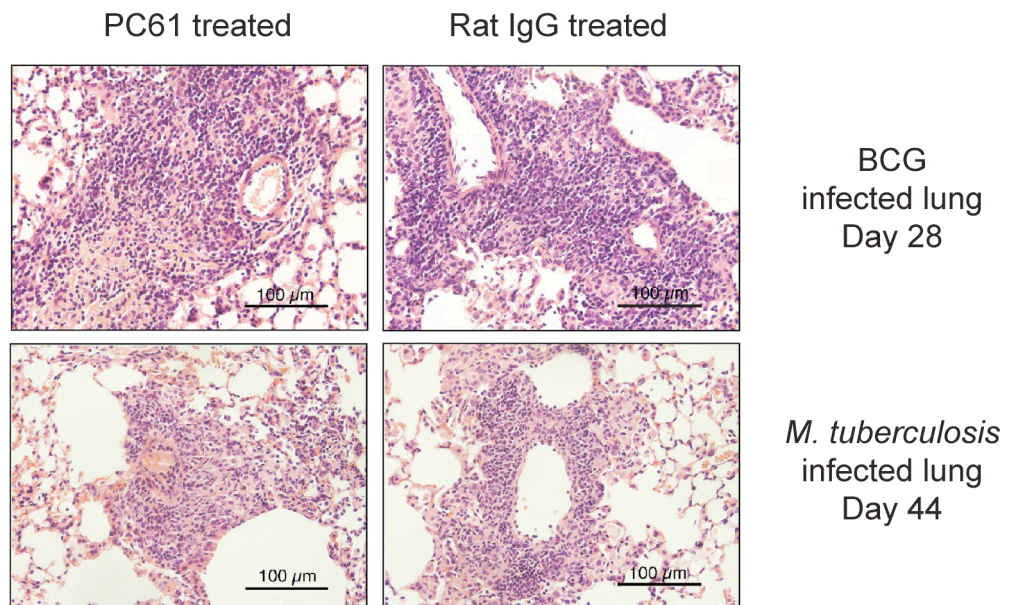 PC61 treated
Rat IgG treated
100 µm
100 µm
BCG
infected lung
Day 28
100 µm
100 µm
M. tuberculosis
infected lung
Day 44